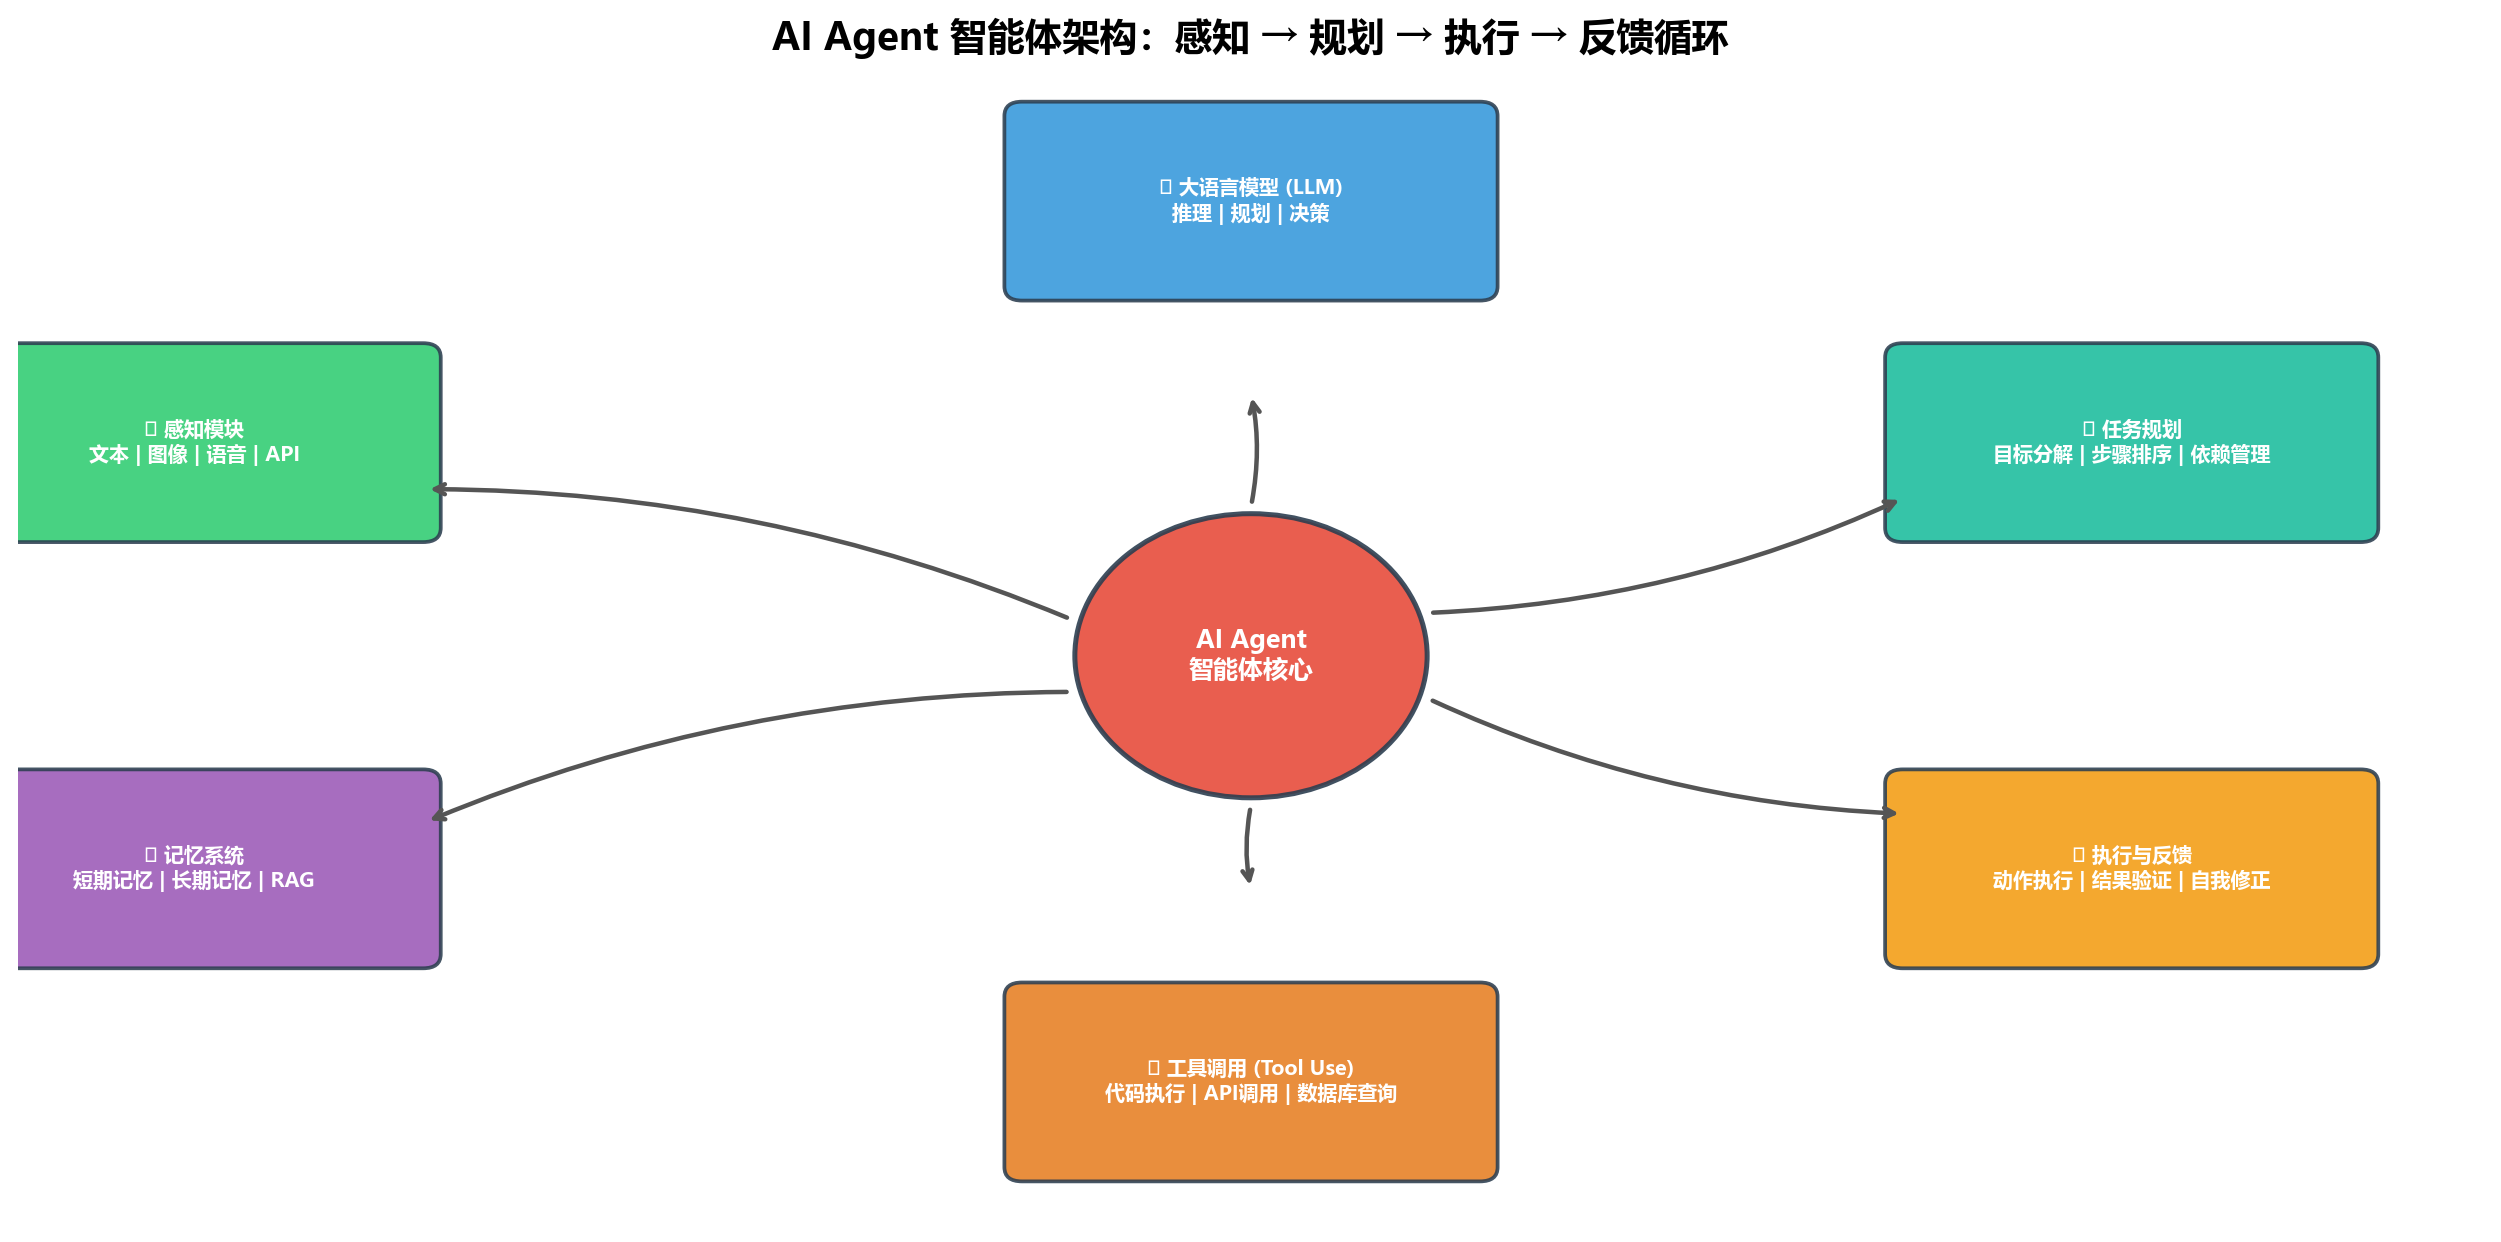 AI Agent 智能体架构：感知 → 规划 → 执行 → 反馈循环
大语言模型 (LLM)
推理 | 规划 | 决策
感知模块
文本 | 图像 | 语音 | API
任务规划
目标分解 | 步骤排序 | 依赖管理
AI Agent
智能体核心
记忆系统
短期记忆 | 长期记忆 | RAG
执行与反馈
动作执行 | 结果验证 | 自我修正
工具调用 (Tool Use)
代码执行 | API调用 | 数据库查询